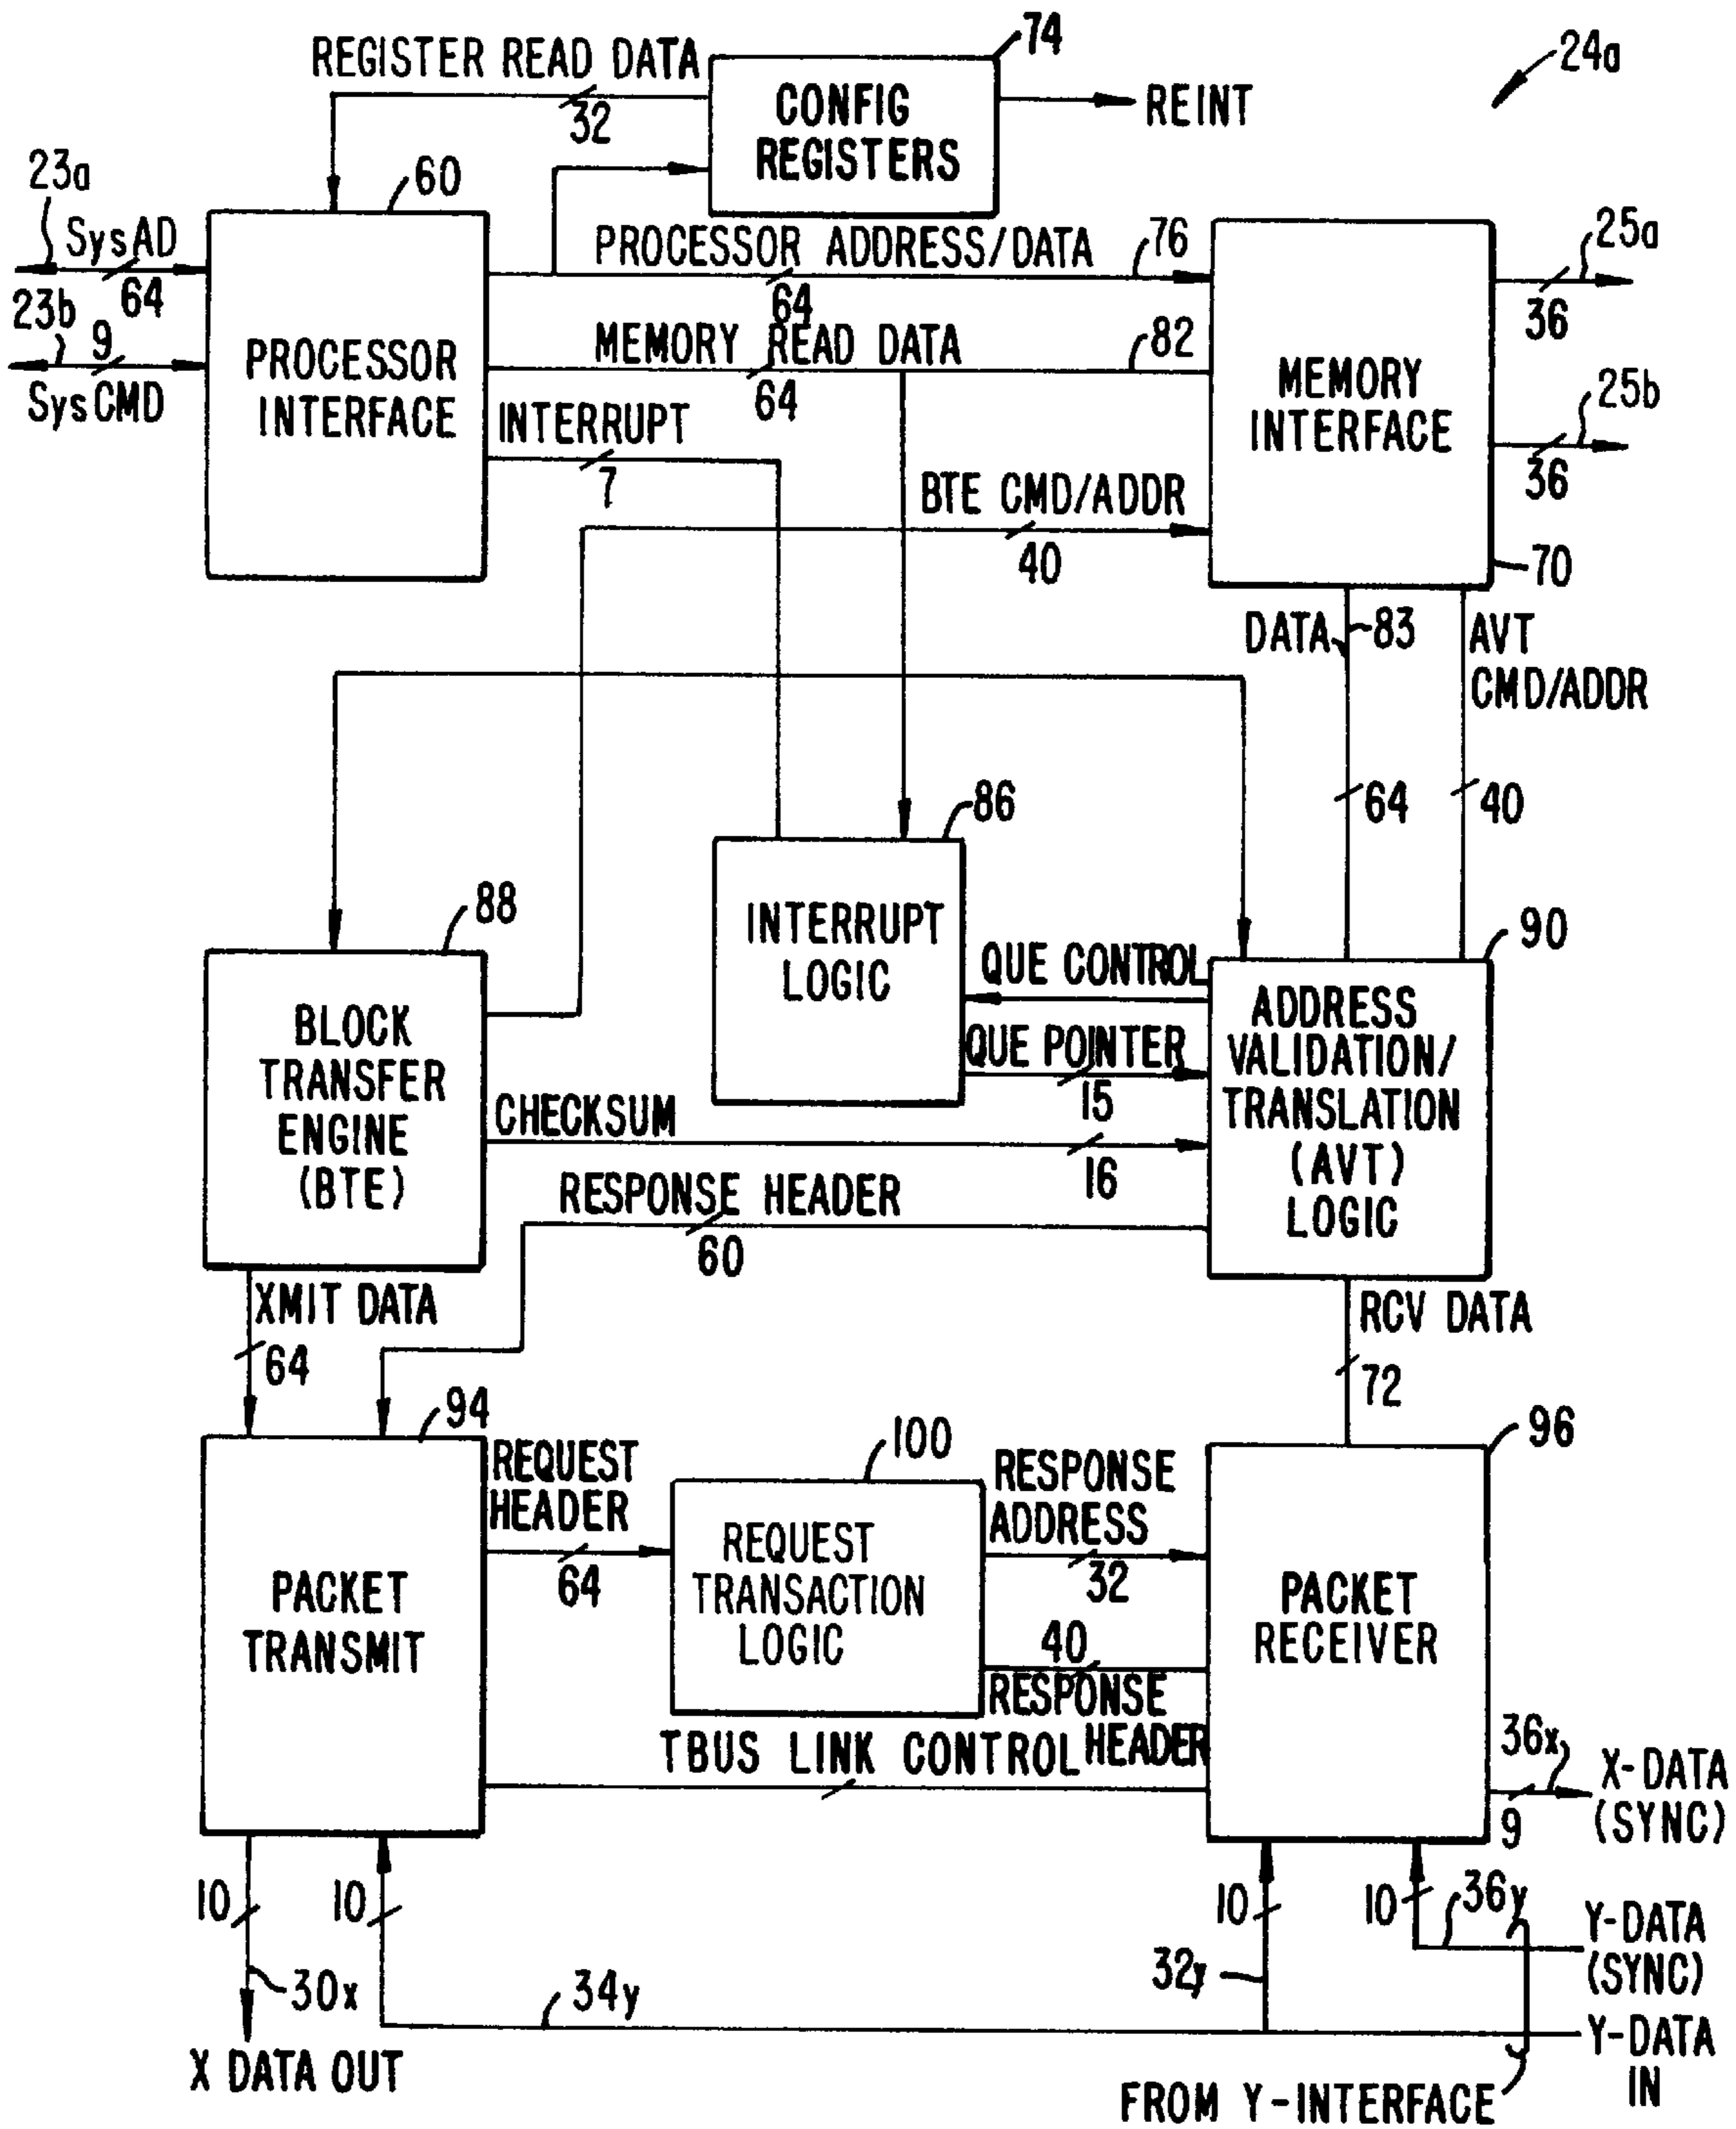 74
24a
REGISTER READ DATA
32
CONFIG
REGISTERS
REINT
23a
SysAD
64
23b
9
SysCMD
60
PROCESSOR
INTERFACE
PROCESSOR ADDRESS/DATA
76
64
MEMORY READ DATA
82
64
INTERRUPT
7
BTE CMD/ADDR
40
MEMORY
INTERFACE
25a
36
25b
36
70
DATA
83
AVT
CMD/ADDR
64
40
86
INTERRUPT
LOGIC
88
BLOCK
TRANSFER
ENGINE
(BTE)
90
QUE CONTROL
QUE POINTER
15
ADDRESS
VALIDATION/
TRANSLATION
(AVT)
LOGIC
CHECKSUM
16
RESPONSE HEADER
60
XMIT DATA
64
RCV DATA
72
94
PACKET
TRANSMIT
REQUEST
HEADER
64
100
REQUEST
TRANSACTION
LOGIC
RESPONSE
ADDRESS
32
40
RESPONSE
HEADER
TBUS LINK CONTROL
96
PACKET
RECEIVER
36x
9
X-DATA
(SYNC)
10
10
10
10
36y
Y-DATA
(SYNC)
30x
34y
32y
Y-DATA
IN
X DATA OUT
FROM Y-INTERFACE